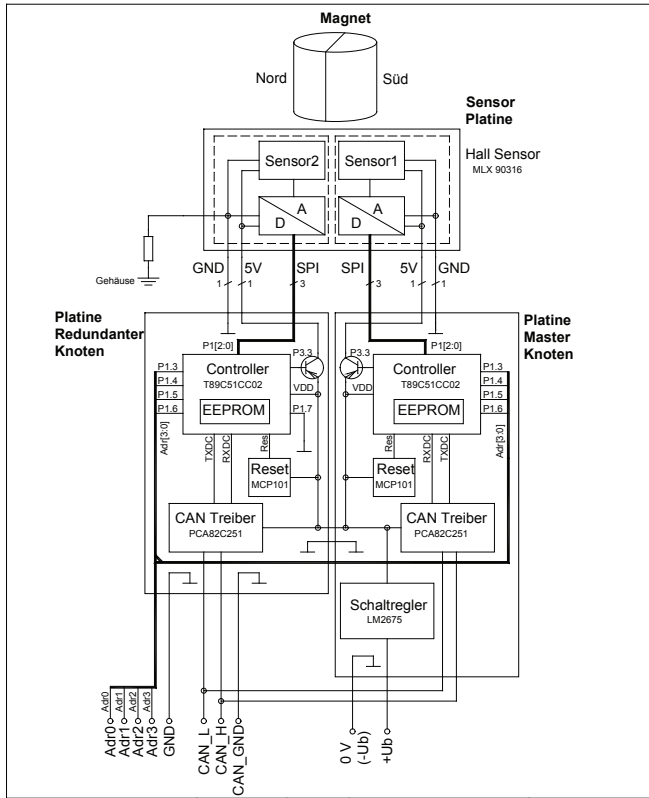 Magnet
Nord
Süd
Sensor
Platine
Sensor2
Sensor1
Hall Sensor
MLX 90316
A
D
A
D
GND
5V
SPI
SPI
5V
GND
1
1
3
3
1
1
Gehäuse
Platine
Redundanter
Knoten
Platine
Master
Knoten
P1[2:0]
P3.3
P3.3
P1[2:0]
P1.3
P1.4
P1.5
P1.6
Controller
T89C51CC02
EEPROM
VDD
P1.7
VDD
Controller
T89C51CC02
EEPROM
P1.3
P1.4
P1.5
P1.6
Adr[3:0]
TXDC
RXDC
Res
Res
RXDC
TXDC
Adr[3:0]
Reset
MCP101
Reset
MCP101
CAN Treiber
PCA82C251
CAN Treiber
PCA82C251
Schaltregler
LM2675
Adr0
Adr1
Adr2
Adr3
Adr0
Adr1
Adr2
Adr3
GND
CAN_L
CAN_H
CAN_GND
0 V
(-Ub)
+Ub